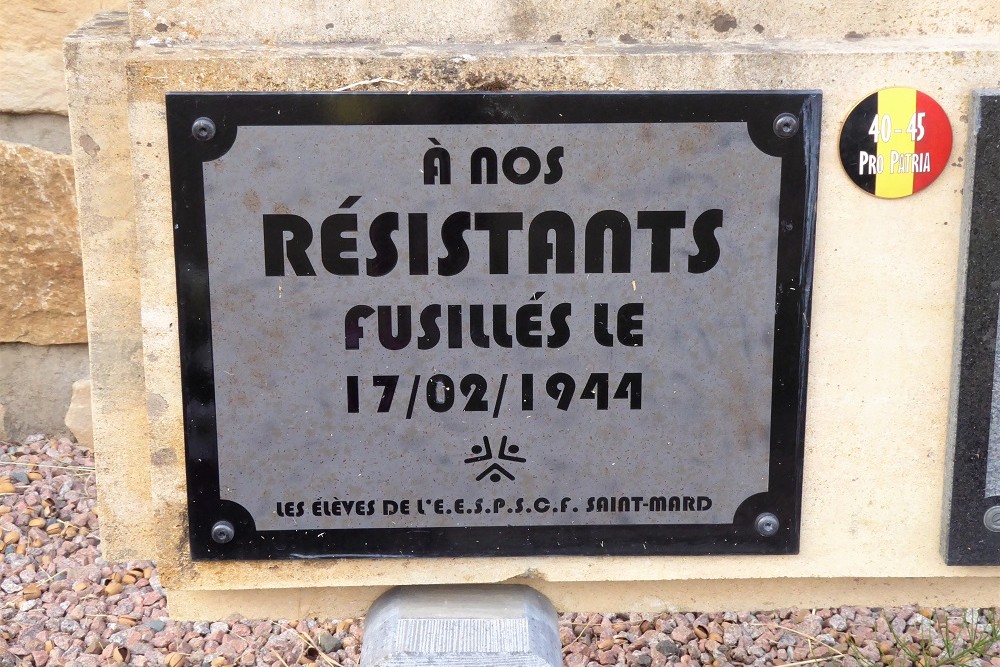 À NOS
RÉSISTANTS
FUSILLÉS LE
17/02/1944
LES ÉLÈVES DE L'E.E.S.P.S.C.F. SAINT-MARD
40-45
PRO PATRIA